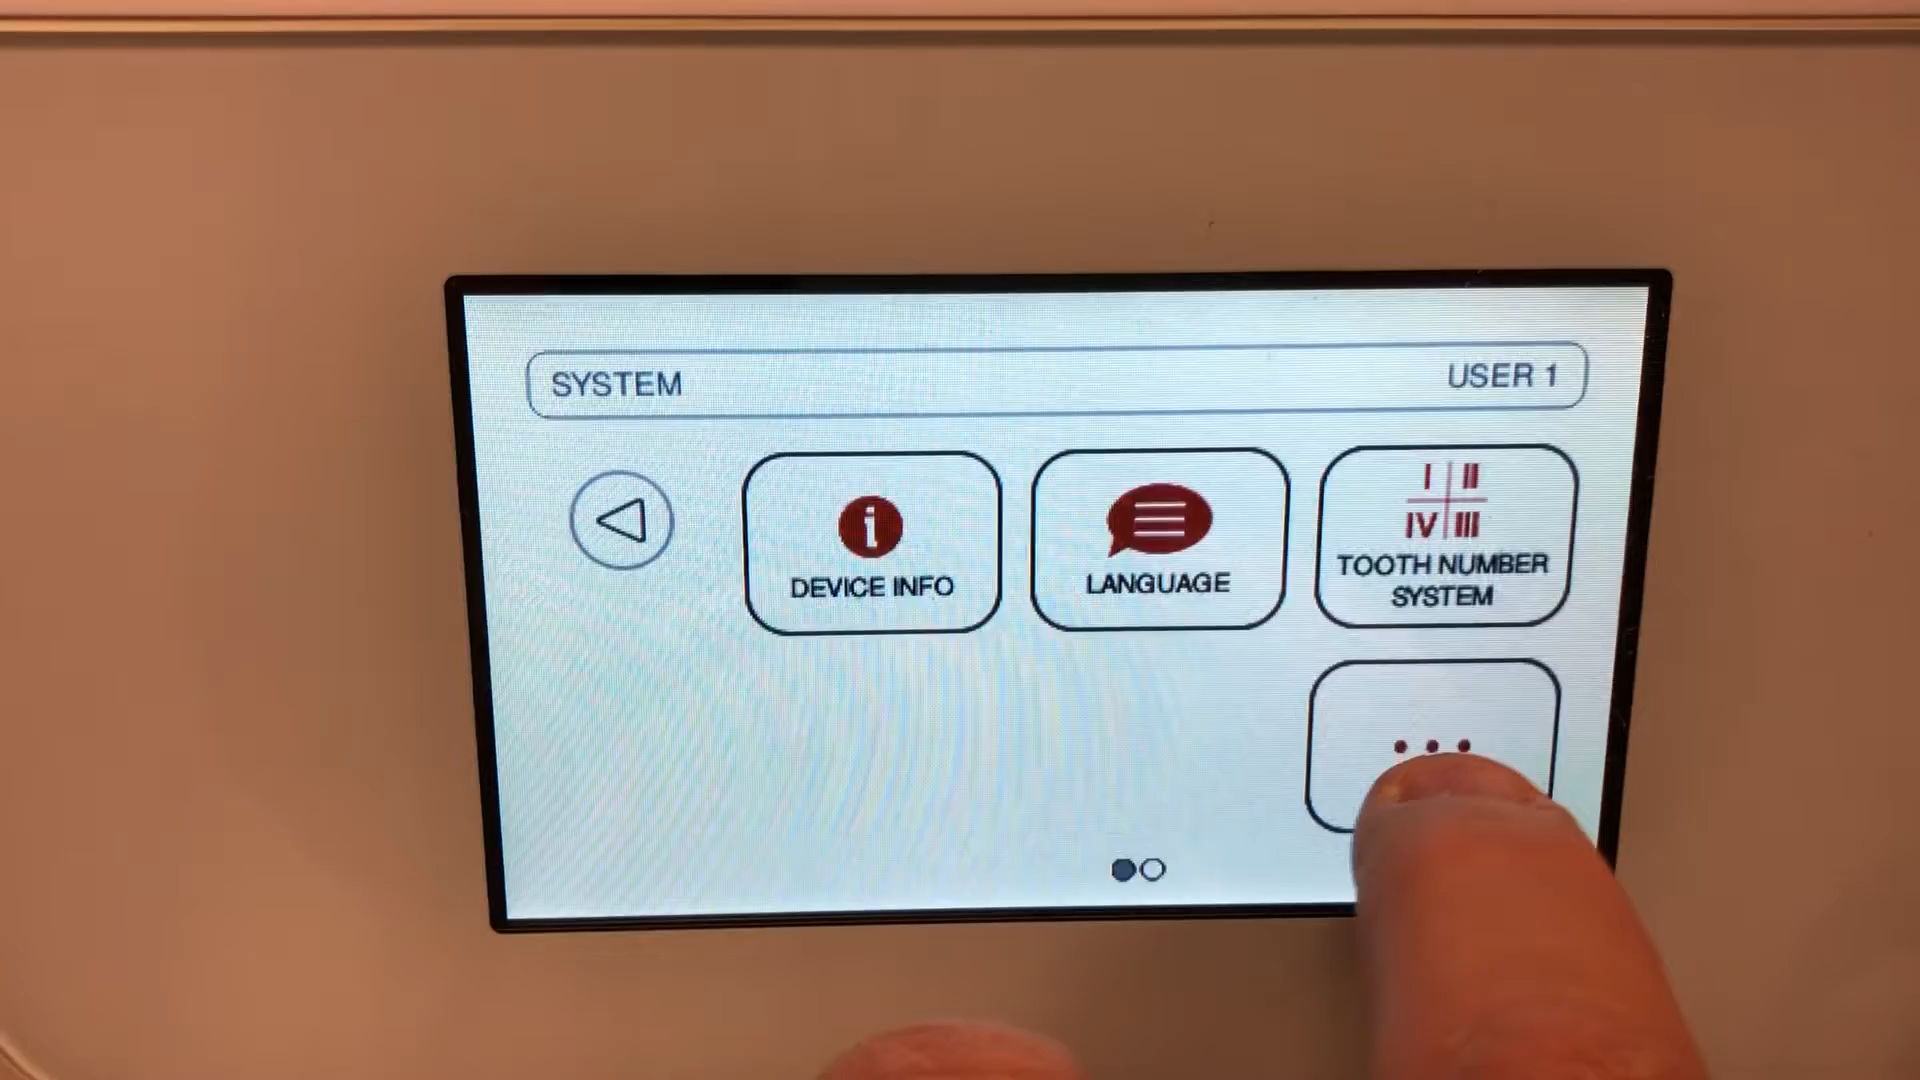 SYSTEM
USER 1
i
DEVICE INFO
LANGUAGE
I II
IV III
TOOTH NUMBER
SYSTEM
...